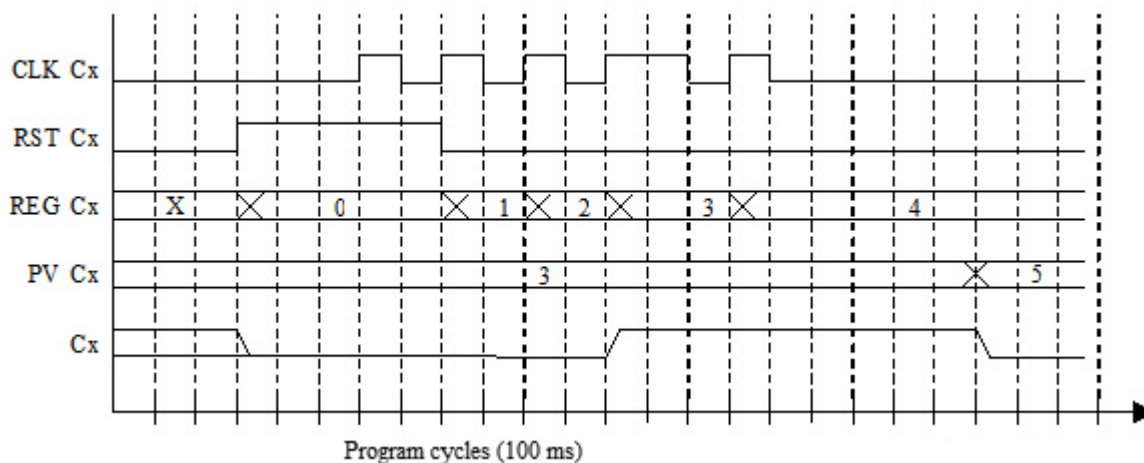 CLK Cx
RST Cx
REG Cx X 0 1 2 3 4
PV Cx 3 5
Cx
Program cycles (100 ms)